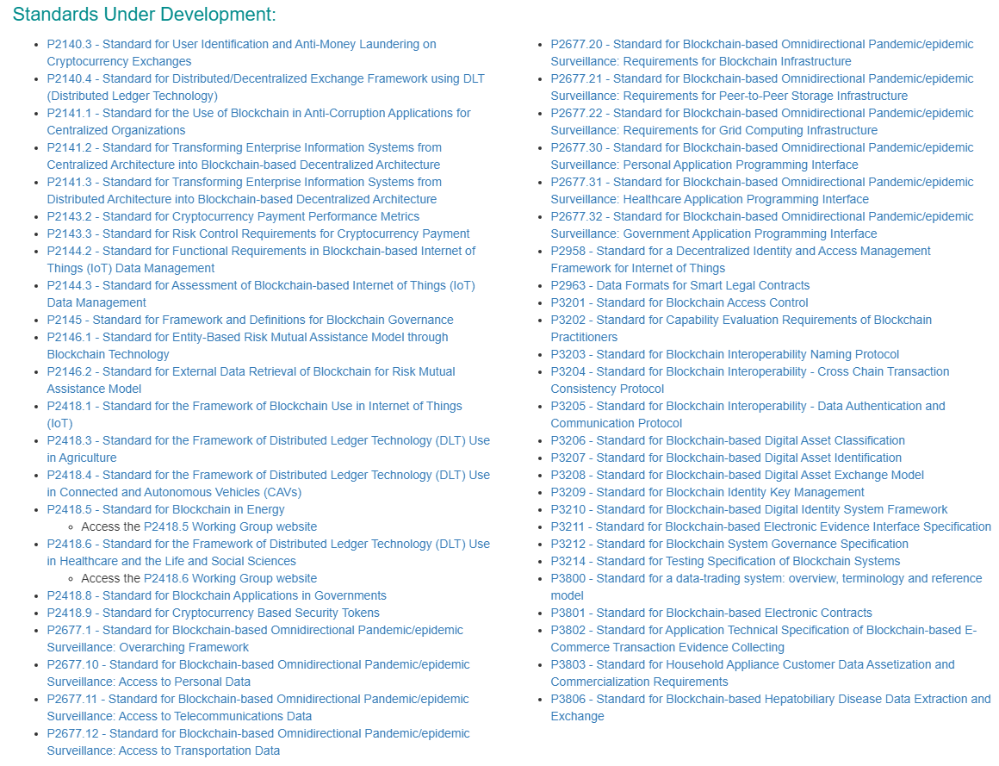 Standards Under Development:
P2140.3 - Standard for User Identification and Anti-Money Laundering on
Cryptocurrency Exchanges
P2140.4 - Standard for Distributed/Decentralized Exchange Framework using DLT
(Distributed Ledger Technology)
P2141.1 - Standard for the Use of Blockchain in Anti-Corruption Applications for
Centralized Organizations
P2141.2 - Standard for Transforming Enterprise Information Systems from
Centralized Architecture into Blockchain-based Decentralized Architecture
P2141.3 - Standard for Transforming Enterprise Information Systems from
Distributed Architecture into Blockchain-based Decentralized Architecture
P2143.2 - Standard for Cryptocurrency Payment Performance Metrics
P2143.3 - Standard for Risk Control Requirements for Cryptocurrency Payment
P2144.2 - Standard for Functional Requirements in Blockchain-based Internet of
Things (IoT) Data Management
P2144.3 - Standard for Assessment of Blockchain-based Internet of Things (IoT)
Data Management
P2145 - Standard for Framework and Definitions for Blockchain Governance
P2146.1 - Standard for Entity-Based Risk Mutual Assistance Model through
Blockchain Technology
P2146.2 - Standard for External Data Retrieval of Blockchain for Risk Mutual
Assistance Model
P2418.1 - Standard for the Framework of Blockchain Use in Internet of Things
(IoT)
P2418.3 - Standard for the Framework of Distributed Ledger Technology (DLT) Use
in Agriculture
P2418.4 - Standard for the Framework of Distributed Ledger Technology (DLT) Use
in Connected and Autonomous Vehicles (CAVs)
P2418.5 - Standard for Blockchain in Energy
Access the P2418.5 Working Group website
P2418.6 - Standard for the Framework of Distributed Ledger Technology (DLT) Use
in Healthcare and the Life and Social Sciences
Access the P2418.6 Working Group website
P2418.8 - Standard for Blockchain Applications in Governments
P2418.9 - Standard for Cryptocurrency Based Security Tokens
P2677.1 - Standard for Blockchain-based Omnidirectional Pandemic/epidemic
Surveillance: Overarching Framework
P2677.10 - Standard for Blockchain-based Omnidirectional Pandemic/epidemic
Surveillance: Access to Personal Data
P2677.11 - Standard for Blockchain-based Omnidirectional Pandemic/epidemic
Surveillance: Access to Telecommunications Data
P2677.12 - Standard for Blockchain-based Omnidirectional Pandemic/epidemic
Surveillance: Access to Transportation Data
P2677.20 - Standard for Blockchain-based Omnidirectional Pandemic/epidemic
Surveillance: Requirements for Blockchain Infrastructure
P2677.21 - Standard for Blockchain-based Omnidirectional Pandemic/epidemic
Surveillance: Requirements for Peer-to-Peer Storage Infrastructure
P2677.22 - Standard for Blockchain-based Omnidirectional Pandemic/epidemic
Surveillance: Requirements for Grid Computing Infrastructure
P2677.30 - Standard for Blockchain-based Omnidirectional Pandemic/epidemic
Surveillance: Personal Application Programming Interface
P2677.31 - Standard for Blockchain-based Omnidirectional Pandemic/epidemic
Surveillance: Healthcare Application Programming Interface
P2677.32 - Standard for Blockchain-based Omnidirectional Pandemic/epidemic
Surveillance: Government Application Programming Interface
P2958 - Standard for a Decentralized Identity and Access Management
Framework for Internet of Things
P2963 - Data Formats for Smart Legal Contracts
P3201 - Standard for Blockchain Access Control
P3202 - Standard for Capability Evaluation Requirements of Blockchain
Practitioners
P3203 - Standard for Blockchain Interoperability Naming Protocol
P3204 - Standard for Blockchain Interoperability - Cross Chain Transaction
Consistency Protocol
P3205 - Standard for Blockchain Interoperability - Data Authentication and
Communication Protocol
P3206 - Standard for Blockchain-based Digital Asset Classification
P3207 - Standard for Blockchain-based Digital Asset Identification
P3208 - Standard for Blockchain-based Digital Asset Exchange Model
P3209 - Standard for Blockchain Identity Key Management
P3210 - Standard for Blockchain-based Digital Identity System Framework
P3211 - Standard for Blockchain-based Electronic Evidence Interface Specification
P3212 - Standard for Blockchain System Governance Specification
P3214 - Standard for Testing Specification of Blockchain Systems
P3800 - Standard for a data-trading system: overview, terminology and reference
model
P3801 - Standard for Blockchain-based Electronic Contracts
P3802 - Standard for Application Technical Specification of Blockchain-based E-
Commerce Transaction Evidence Collecting
P3803 - Standard for Household Appliance Customer Data Assetization and
Commercialization Requirements
P3806 - Standard for Blockchain-based Hepatobiliary Disease Data Extraction and
Exchange